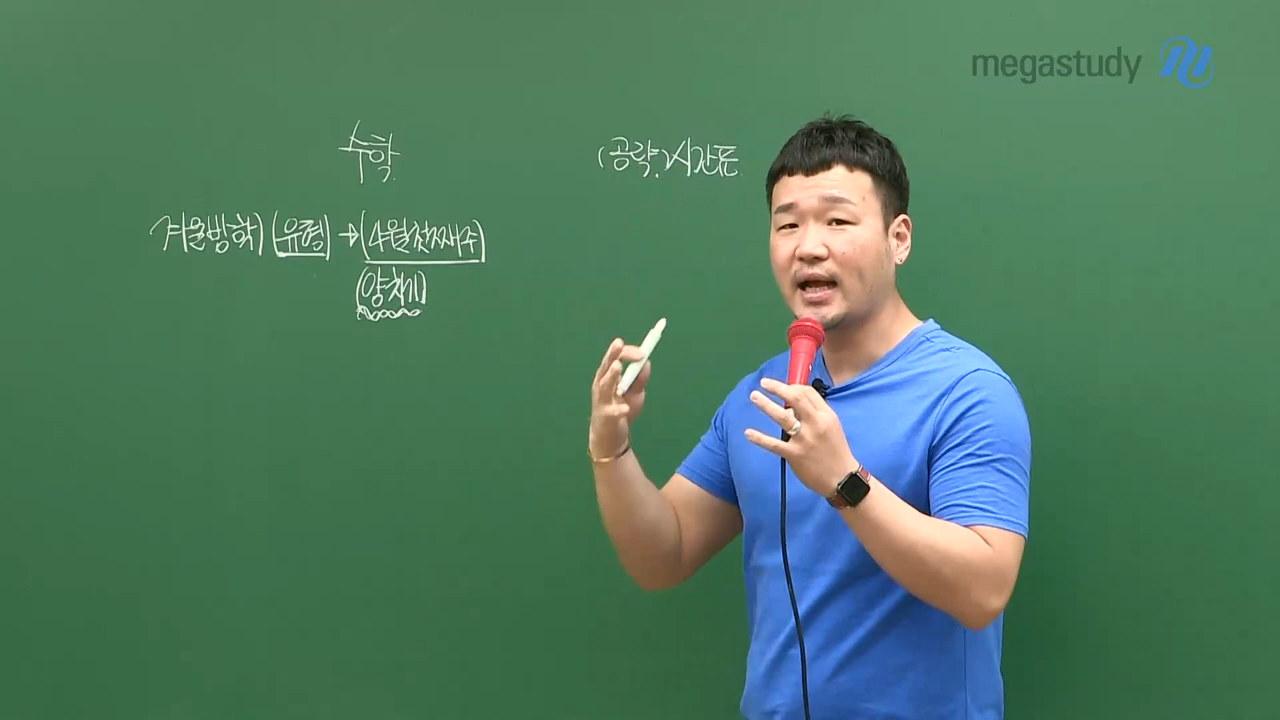 megastudy
수학
(공략)시간표
겨울방학) (유형) → (4월첫째주)
(양치기)